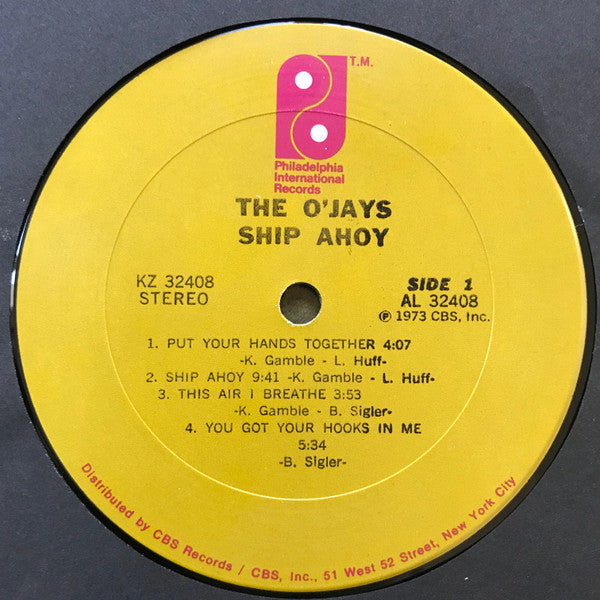 T.M.
Philadelphia
International
Records
THE O'JAYS
SHIP AHOY
KZ 32408
STEREO
SIDE 1
AL 32408
℗ 1973 CBS, Inc.
1. PUT YOUR HANDS TOGETHER 4:07
-K. Gamble - L. Huff-
2. SHIP AHOY 9:41 -K. Gamble - L. Huff-
3. THIS AIR I BREATHE 3:53
-K. Gamble - B. Sigler-
4. YOU GOT YOUR HOOKS IN ME
5:34
-B. Sigler-
Distributed by CBS Records / CBS, Inc., 51 West 52 Street, New York City